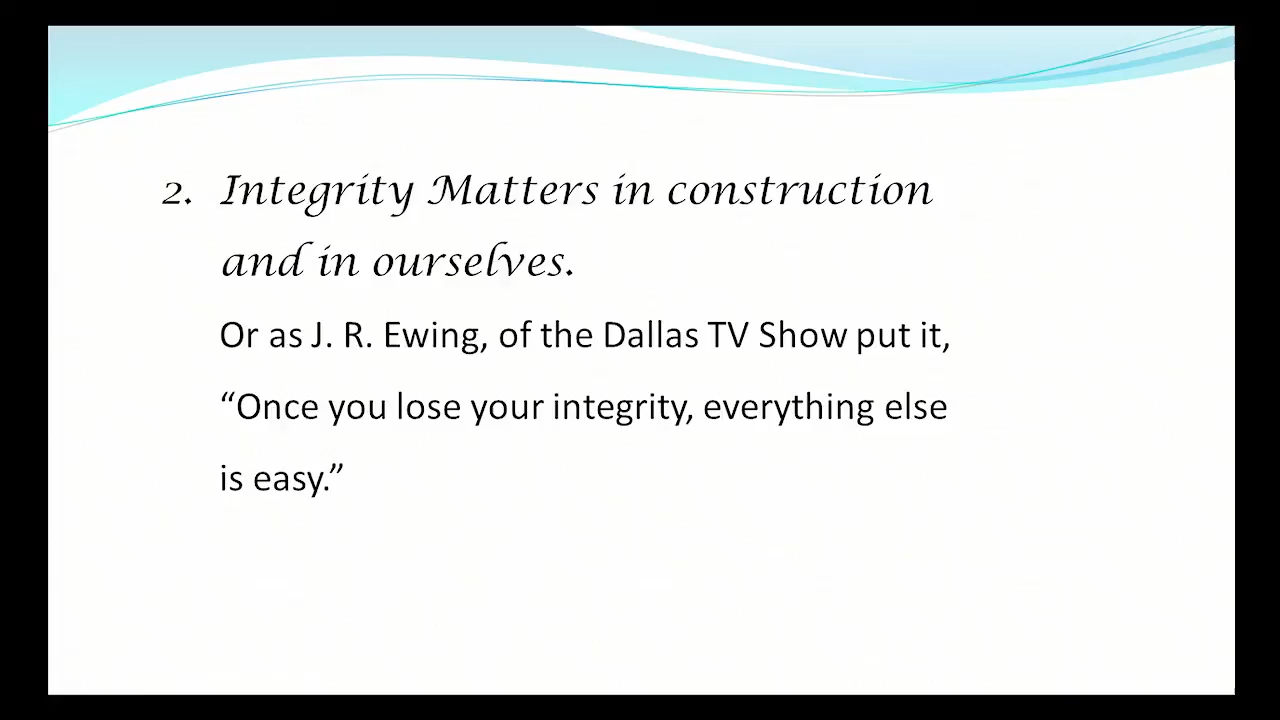 2. Integrity Matters in construction
and in ourselves.
Or as J. R. Ewing, of the Dallas TV Show put it,
“Once you lose your integrity, everything else
is easy.”